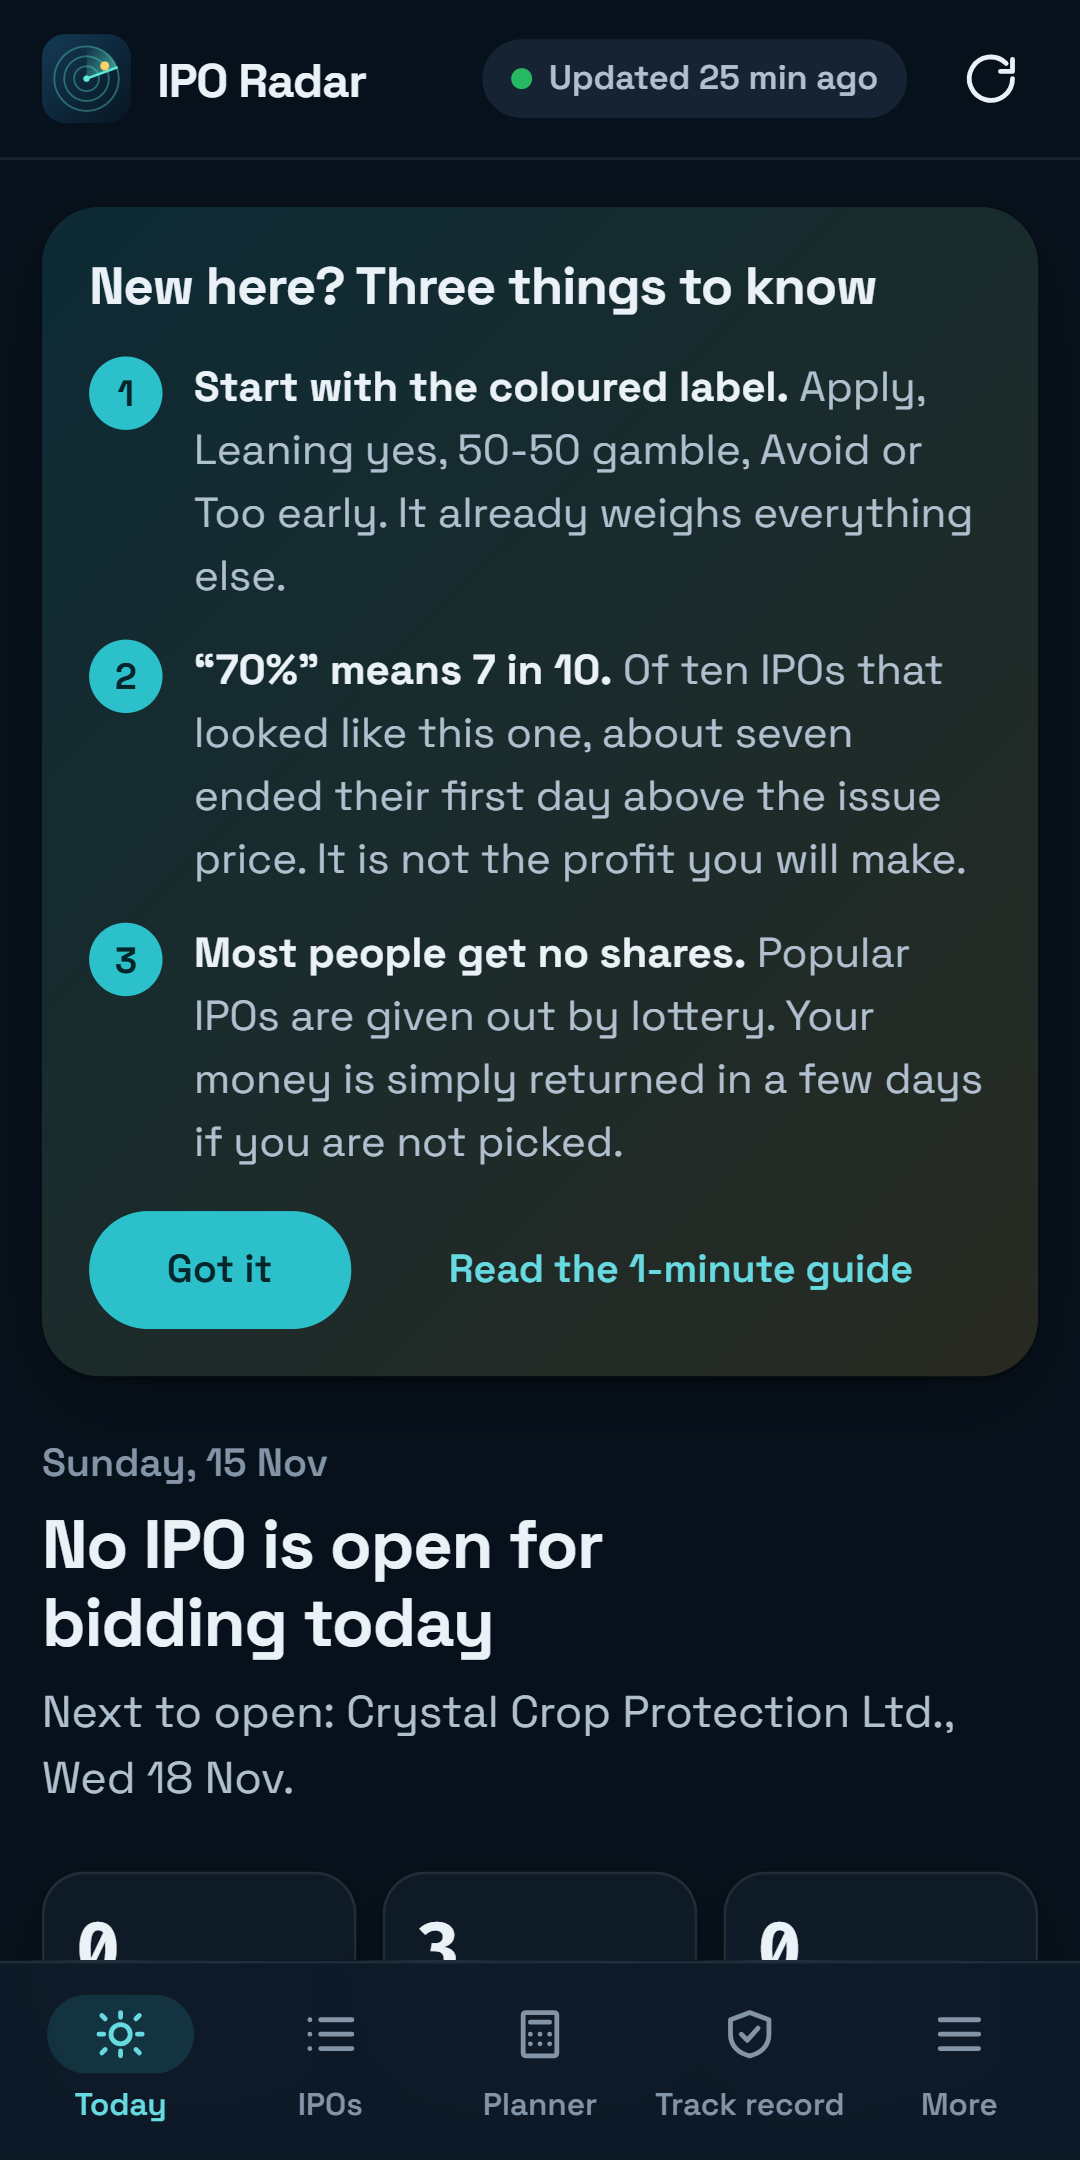 IPO Radar
Updated 25 min ago
New here? Three things to know
1
Start with the coloured label. Apply,
Leaning yes, 50-50 gamble, Avoid or
Too early. It already weighs everything
else.
2
“70%” means 7 in 10. Of ten IPOs that
looked like this one, about seven
ended their first day above the issue
price. It is not the profit you will make.
3
Most people get no shares. Popular
IPOs are given out by lottery. Your
money is simply returned in a few days
if you are not picked.
Got it
Read the 1-minute guide
Sunday, 15 Nov
No IPO is open for
bidding today
Next to open: Crystal Crop Protection Ltd.,
Wed 18 Nov.
0 3 0
Today IPOs Planner Track record More